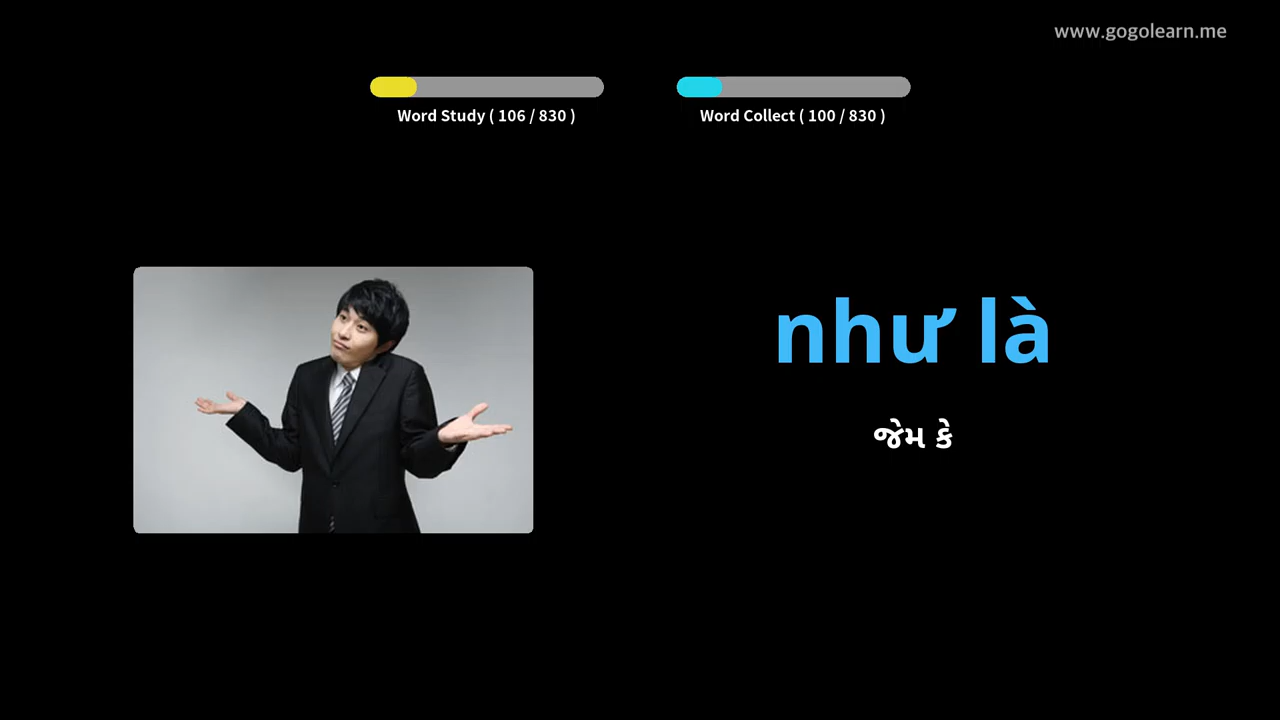 www.gogolearn.me
Word Study ( 106 / 830 )
Word Collect ( 100 / 830 )
như là
જેમ કે